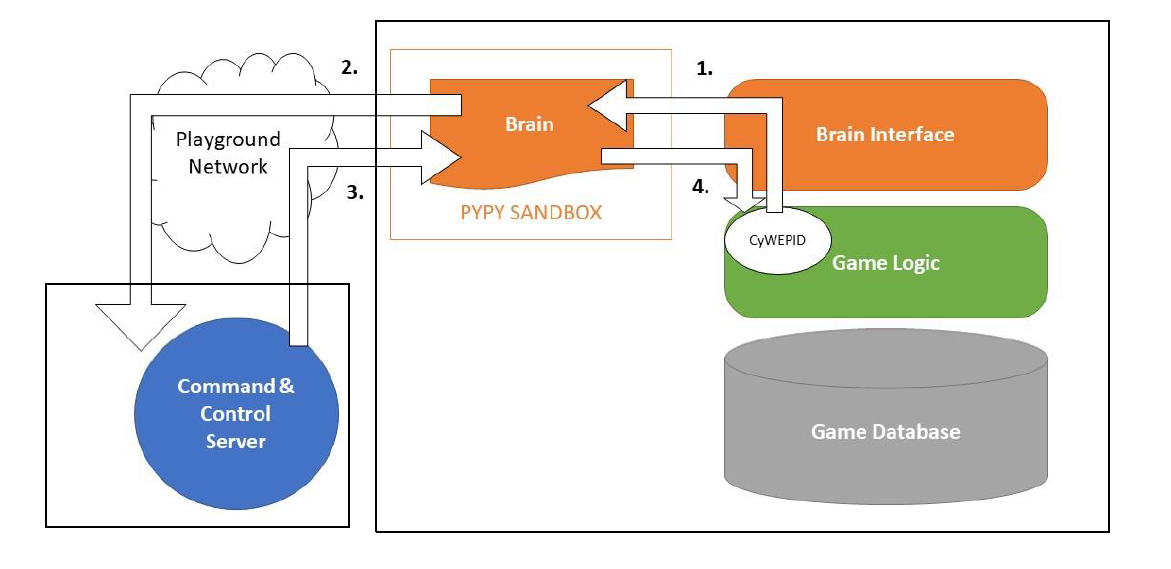 2.
1.
Playground
Network
Brain
Brain Interface
3.
4.
PYPY SANDBOX
CyWEPID
Game Logic
Command &
Control
Server
Game Database